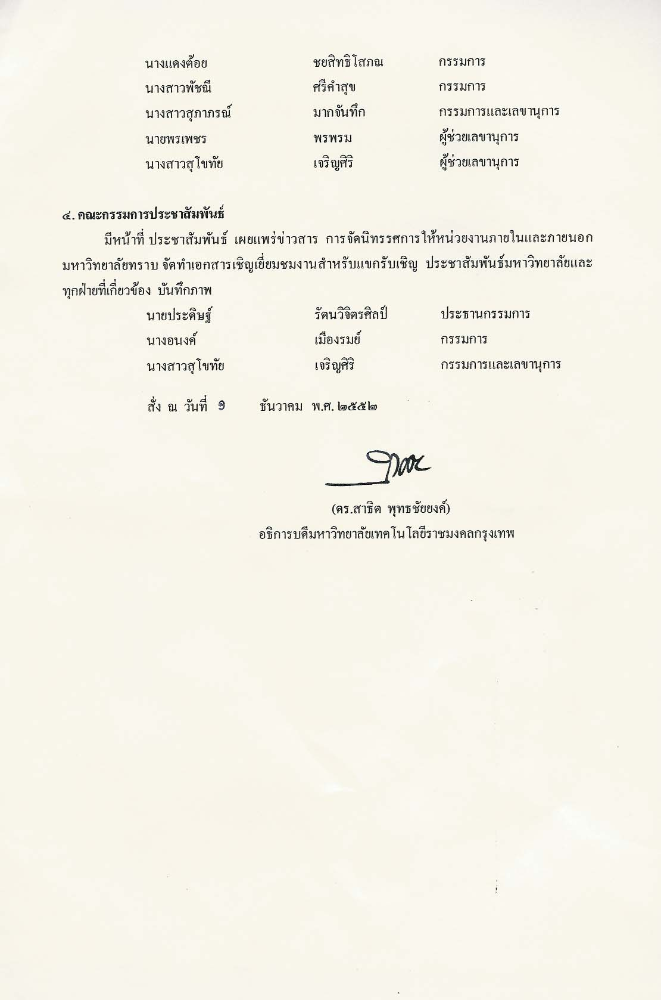 นางแดงต้อย ชยสิทธิโสภณ กรรมการ
นางสาวพัชณี ศรีคำสุข กรรมการ
นางสาวสุภาภรณ์ มากจันทึก กรรมการและเลขานุการ
นายพรเพชร พรพรม ผู้ช่วยเลขานุการ
นางสาวสุโขทัย เจริญศิริ ผู้ช่วยเลขานุการ
๔. คณะกรรมการประชาสัมพันธ์
มีหน้าที่ ประชาสัมพันธ์ เผยแพร่ข่าวสาร การจัดนิทรรศการให้หน่วยงานภายในและภายนอก
มหาวิทยาลัยทราบ จัดทำเอกสารเชิญเยี่ยมชมงานสำหรับแขกรับเชิญ ประชาสัมพันธ์มหาวิทยาลัยและ
ทุกฝ่ายที่เกี่ยวข้อง บันทึกภาพ
นายประดิษฐ์ รัตนวิจิตรศิลป์ ประธานกรรมการ
นางอนงค์ เมืองรมย์ กรรมการ
นางสาวสุโขทัย เจริญศิริ กรรมการและเลขานุการ
สั่ง ณ วันที่ ๑ ธันวาคม พ.ศ. ๒๕๕๒
(ดร.สาธิต พุทธชัยยงค์)
อธิการบดีมหาวิทยาลัยเทคโนโลยีราชมงคลกรุงเทพ